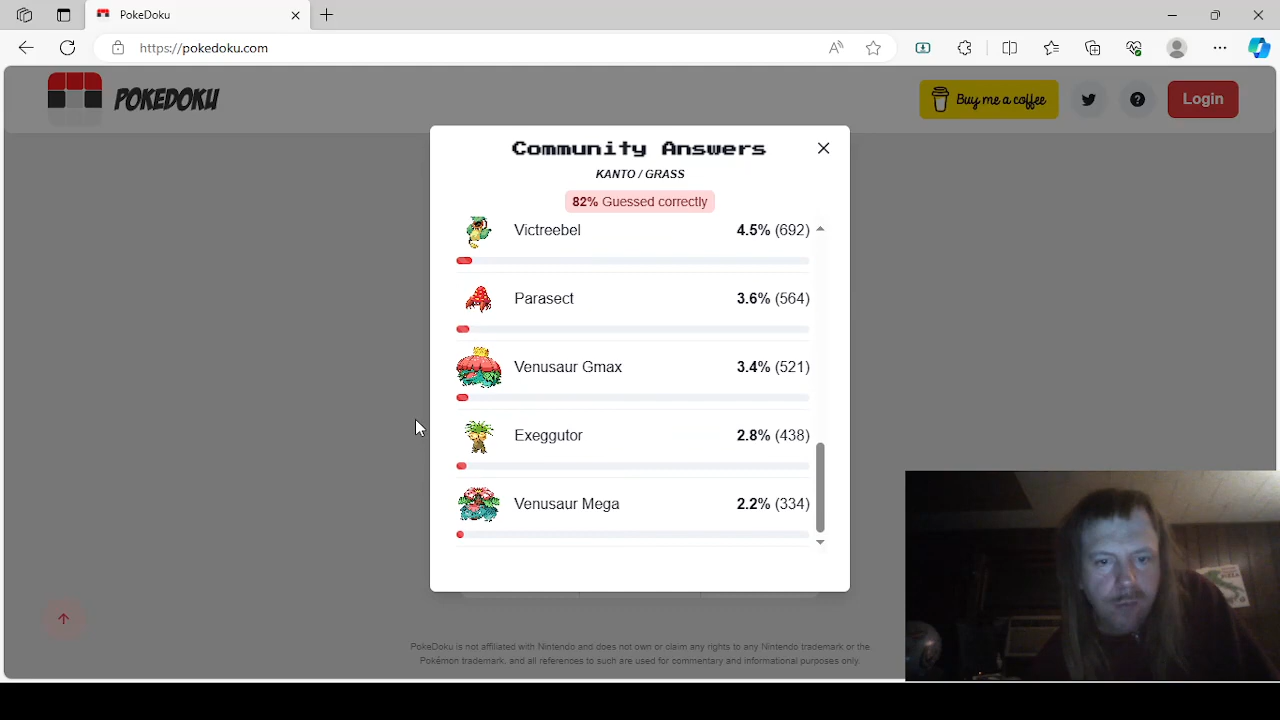 PokeDoku
https://pokedoku.com
POKEDOKU
Buy me a coffee
Login
Community Answers
KANTO / GRASS
82% Guessed correctly
Victreebel 4.5% (692)
Parasect 3.6% (564)
Venusaur Gmax 3.4% (521)
Exeggutor 2.8% (438)
Venusaur Mega 2.2% (334)
PokeDoku is not affiliated with Nintendo and does not own or claim any rights to any Nintendo trademark or the
Pokémon trademark, and all references to such are used for commentary and informational purposes only.